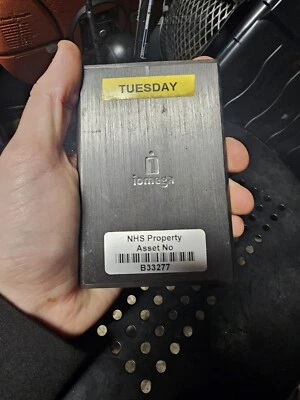 TUESDAY
iomega
NHS Property
Asset No
B33277